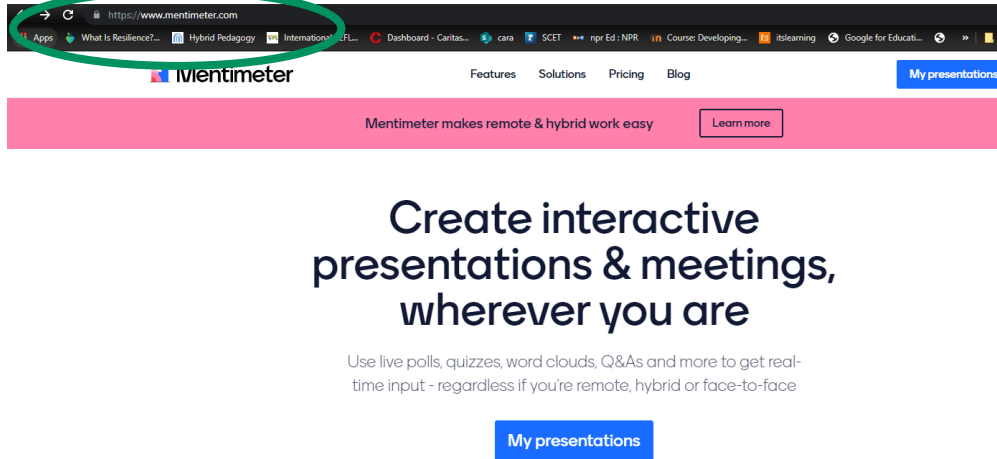 https://www.mentimeter.com
Apps What Is Resilience?... Hybrid Pedagogy International EFL... Dashboard - Caritas... cara SCET npr Ed : NPR Course: Developing... itslearning Google for Educati... »
Mentimeter Features Solutions Pricing Blog My presentations
Mentimeter makes remote & hybrid work easy Learn more
Create interactive
presentations & meetings,
wherever you are
Use live polls, quizzes, word clouds, Q&As and more to get real-
time input - regardless if you're remote, hybrid or face-to-face
My presentations